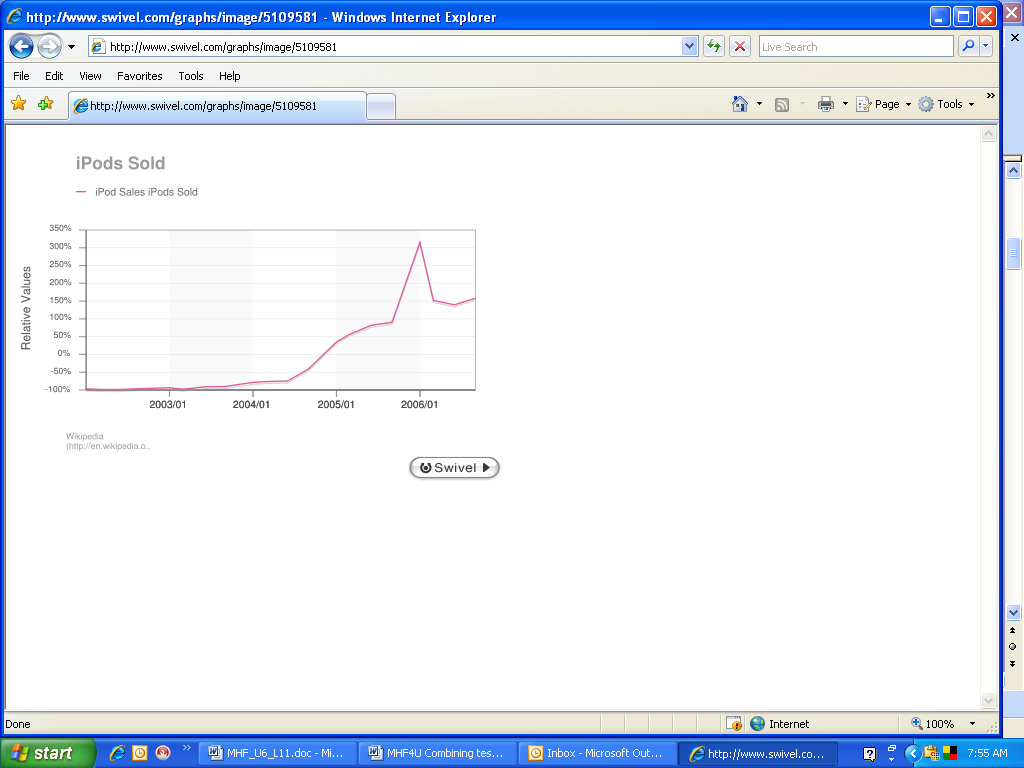 http://www.swivel.com/graphs/image/5109581 - Windows Internet Explorer
http://www.swivel.com/graphs/image/5109581
Live Search
File Edit View Favorites Tools Help
http://www.swivel.com/graphs/image/5109581
Page Tools
iPods Sold
iPod Sales iPods Sold
Relative Values
350%
300%
250%
200%
150%
100%
50%
0%
-50%
-100%
2003/01 2004/01 2005/01 2006/01
Wikipedia
(http://en.wikipedia.o..
Swivel
Done Internet 100%
start MHF_U6_L11.doc - Mi... MHF4U Combining tes... Inbox - Microsoft Out... http://www.swivel.co... 7:55 AM